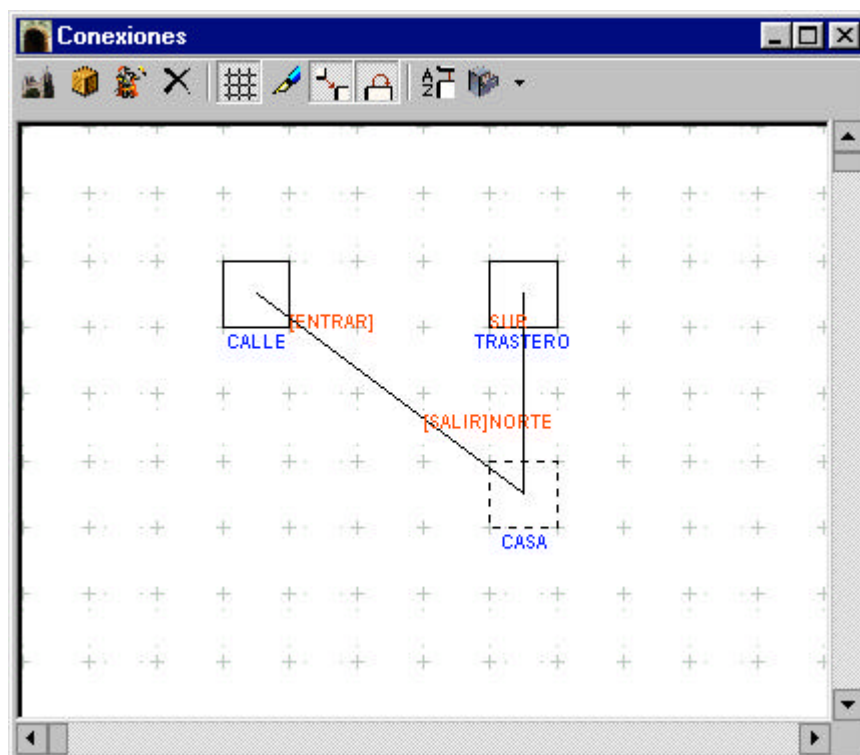 Conexiones
[ENTRAR]
SUR
CALLE
TRASTERO
[SALIR]NORTE
CASA